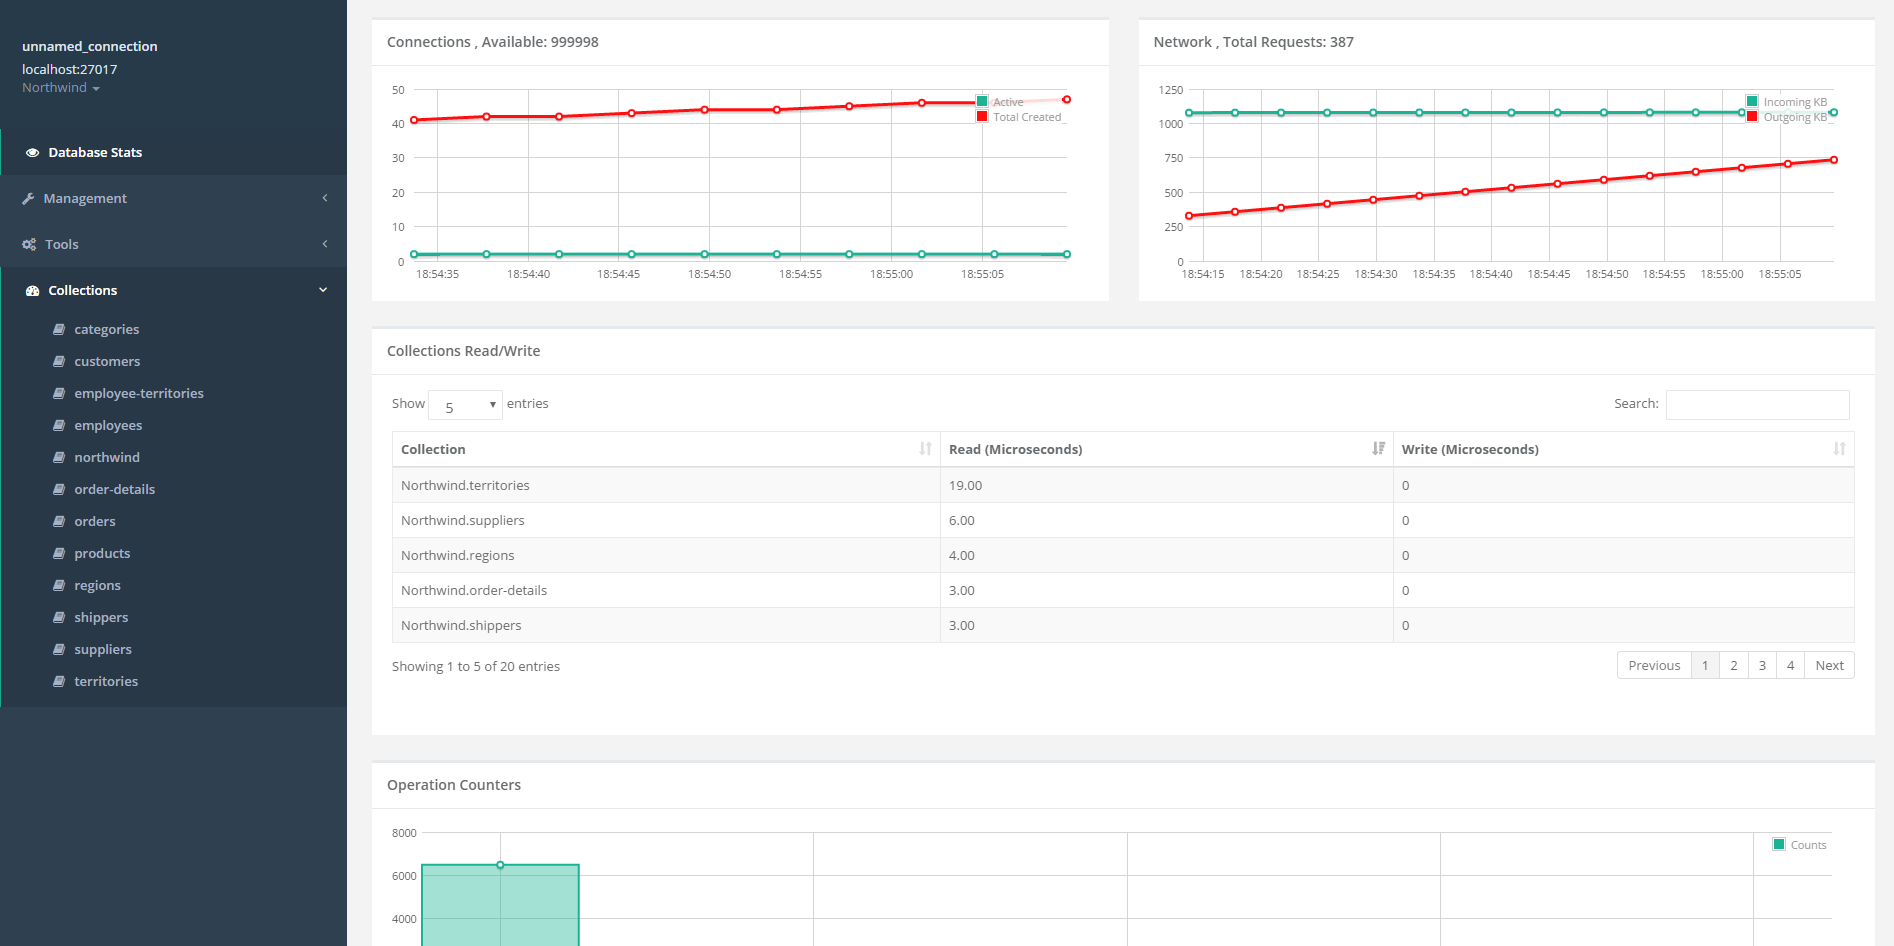 unnamed_connection
localhost:27017
Northwind
Database Stats
Management
Tools
Collections
categories
customers
employee-territories
employees
northwind
order-details
orders
products
regions
shippers
suppliers
territories
Connections , Available: 999998
50
40
30
20
10
0
18:54:35 18:54:40 18:54:45 18:54:50 18:54:55 18:55:00 18:55:05
Active
Total Created
Network , Total Requests: 387
1250
1000
750
500
250
0
18:54:15 18:54:20 18:54:25 18:54:30 18:54:35 18:54:40 18:54:45 18:54:50 18:54:55 18:55:00 18:55:05
Incoming KB
Outgoing KB
Collections Read/Write
Show 5 entries
Search:
Collection Read (Microseconds) Write (Microseconds)
Northwind.territories 19.00 0
Northwind.suppliers 6.00 0
Northwind.regions 4.00 0
Northwind.order-details 3.00 0
Northwind.shippers 3.00 0
Showing 1 to 5 of 20 entries
Previous 1 2 3 4 Next
Operation Counters
8000
6000
4000
Counts